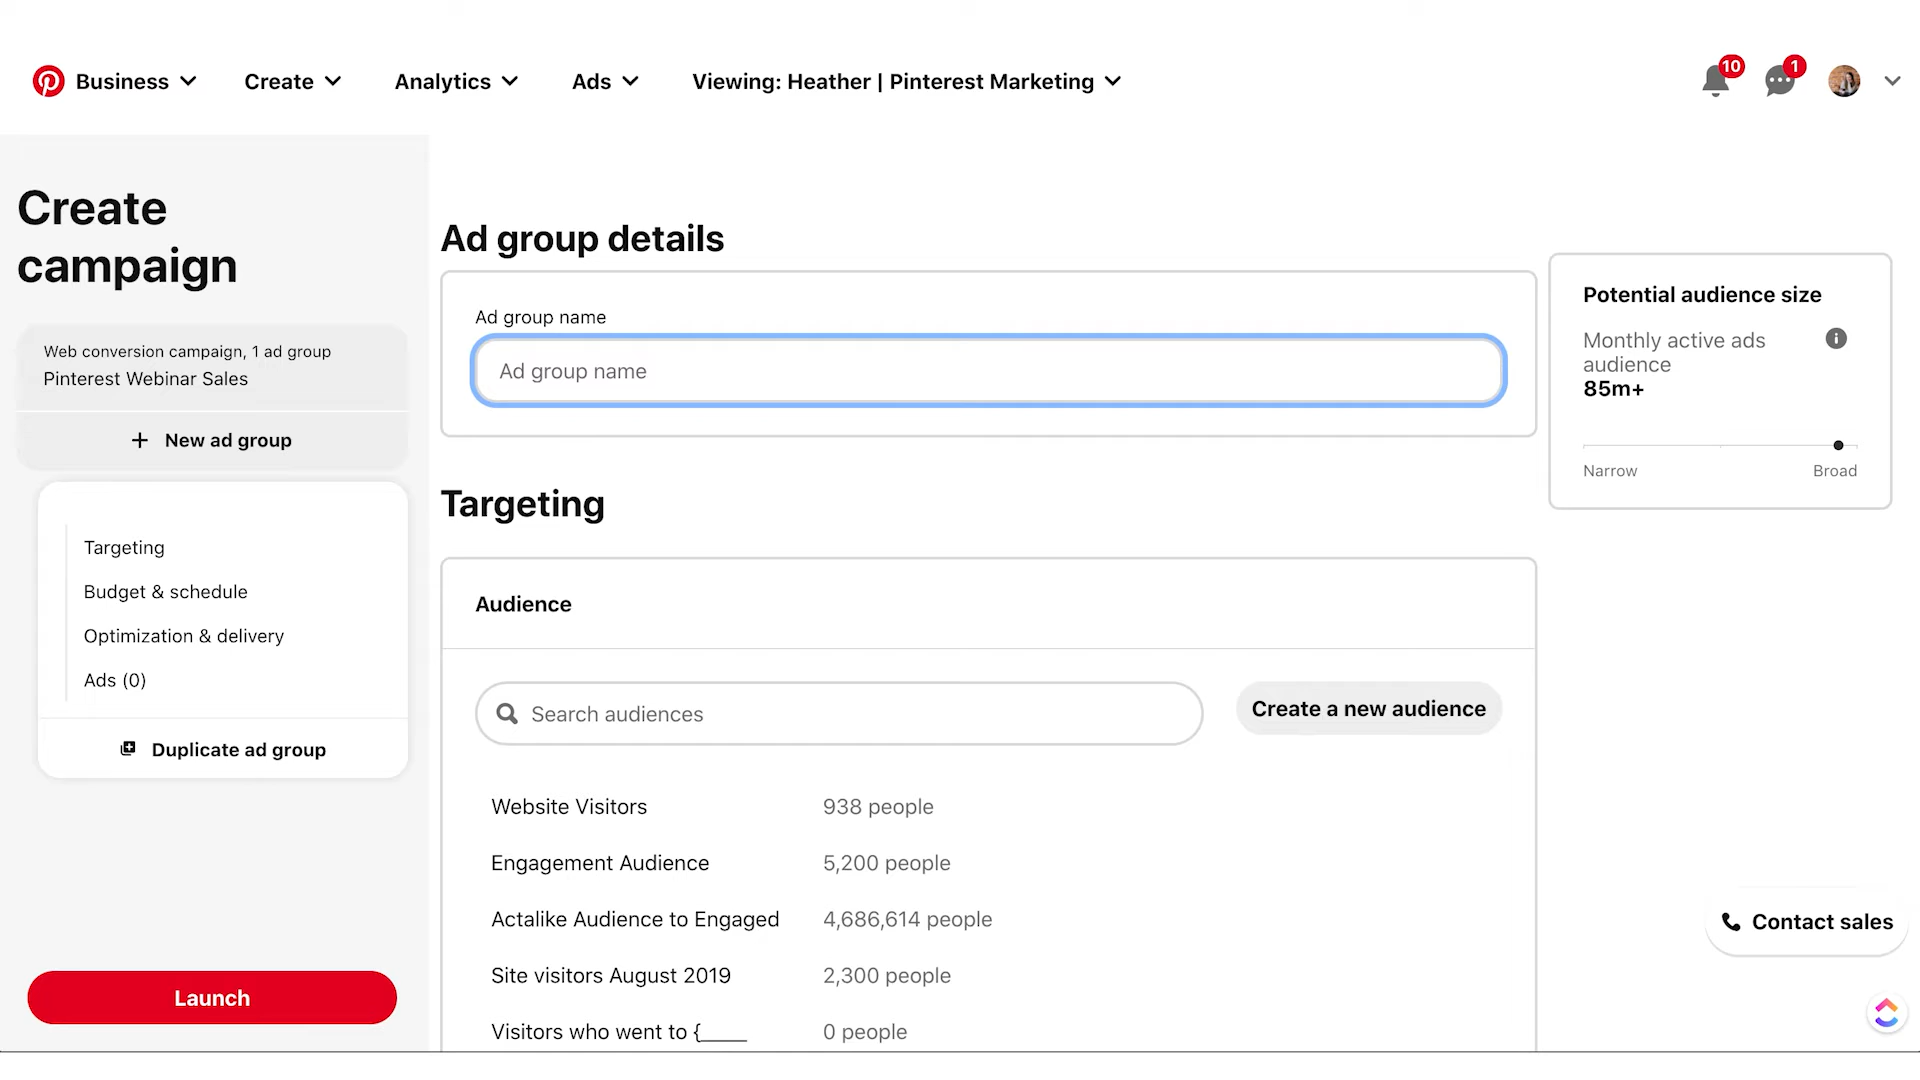 Business
Create
Analytics
Ads
Viewing: Heather | Pinterest Marketing
10
1
Create
campaign
Web conversion campaign, 1 ad group
Pinterest Webinar Sales
+ New ad group
Targeting
Budget & schedule
Optimization & delivery
Ads (0)
Duplicate ad group
Launch
Ad group details
Ad group name
Ad group name
Targeting
Audience
Search audiences
Create a new audience
Website Visitors 938 people
Engagement Audience 5,200 people
Actalike Audience to Engaged 4,686,614 people
Site visitors August 2019 2,300 people
Visitors who went to {____ 0 people
Potential audience size
Monthly active ads
audience
85m+
Narrow Broad
Contact sales